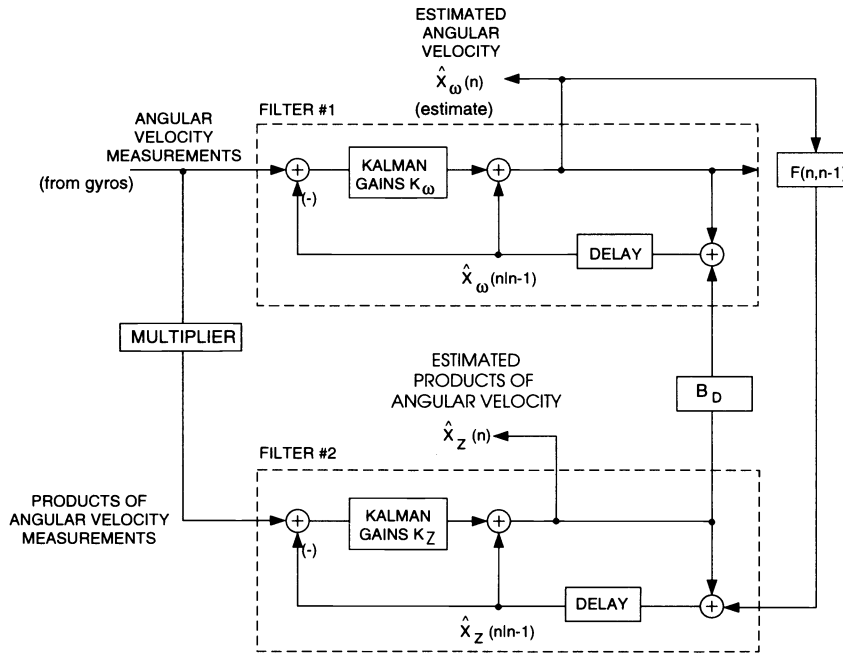 ESTIMATED
ANGULAR
VELOCITY
X̂ω(n)
(estimate)
FILTER #1
ANGULAR
VELOCITY
MEASUREMENTS
(from gyros)
+
(-)
KALMAN
GAINS Kω
+
F(n,n-1)
DELAY
+
X̂ω(n|n-1)
MULTIPLIER
ESTIMATED
PRODUCTS OF
ANGULAR VELOCITY
B D
X̂Z(n)
FILTER #2
PRODUCTS OF
ANGULAR VELOCITY
MEASUREMENTS
+
(-)
KALMAN
GAINS KZ
+
DELAY
+
X̂Z(n|n-1)